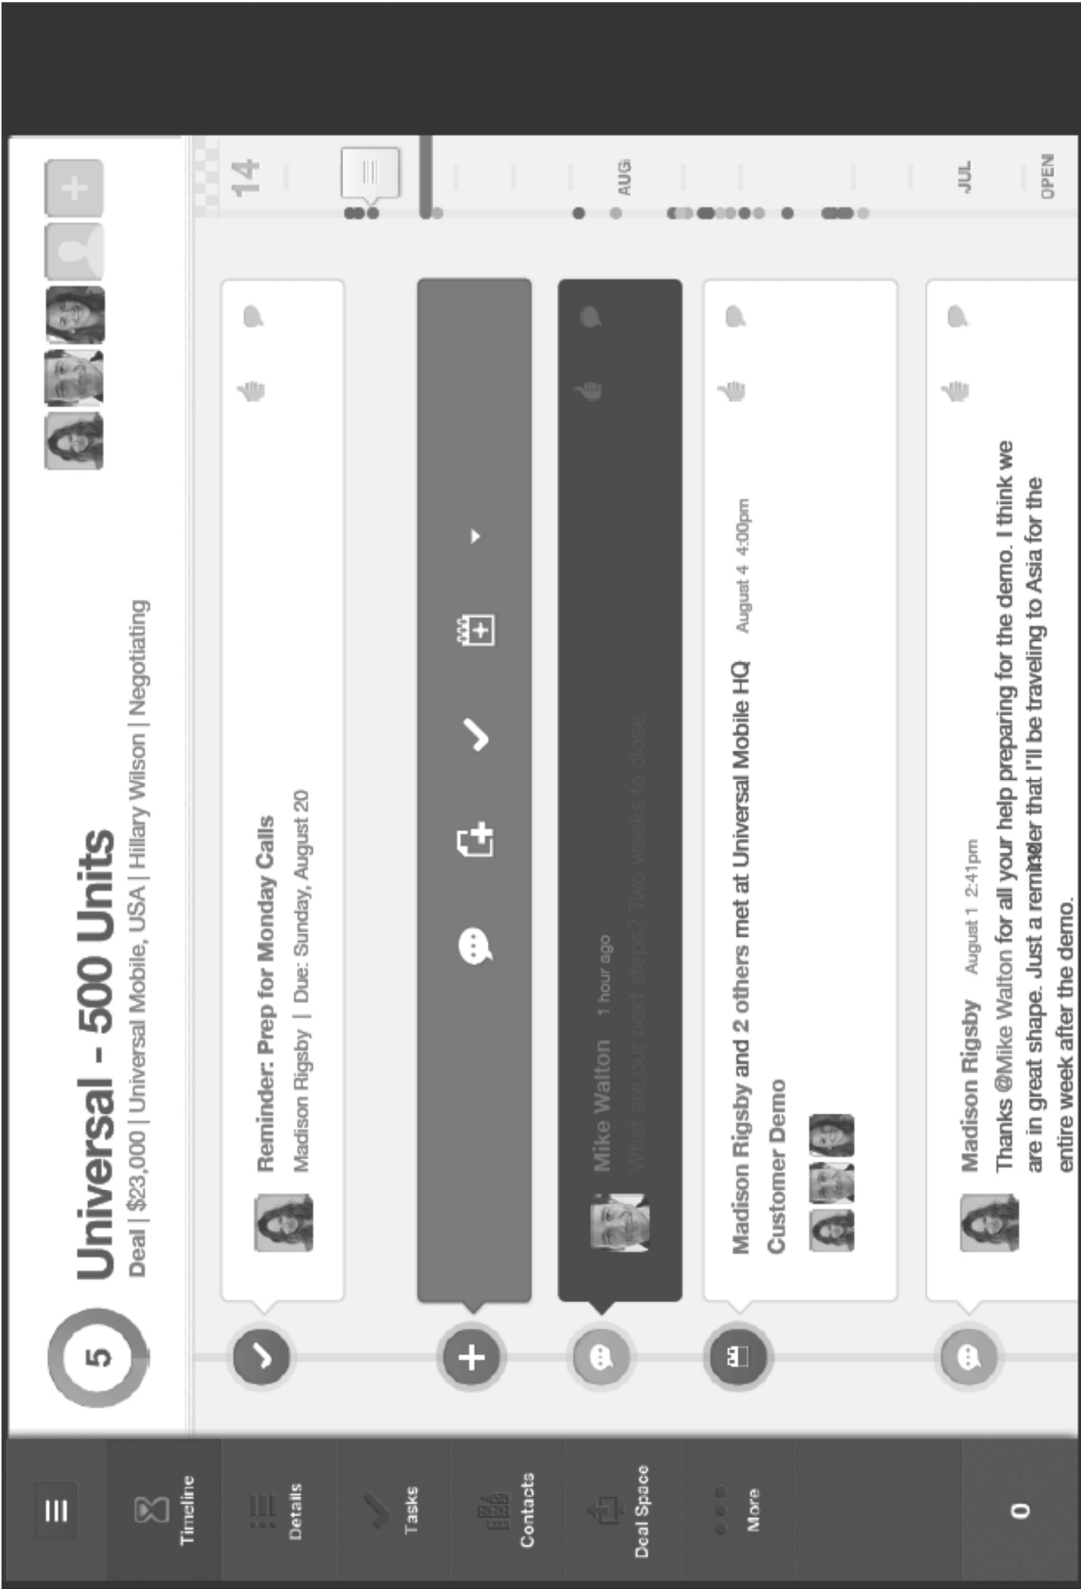 5
Universal - 500 Units
Deal | $23,000 | Universal Mobile, USA | Hillary Wilson | Negotiating
Timeline
Details
Tasks
Contacts
Deal Space
More
0
Reminder: Prep for Monday Calls
Madison Rigsby | Due: Sunday, August 20
Mike Walton 1 hour ago
What are our next steps? Two weeks to close.
Madison Rigsby and 2 others met at Universal Mobile HQ August 4 4:00pm
Customer Demo
Madison Rigsby August 1 2:41pm
Thanks @Mike Walton for all your help preparing for the demo. I think we
are in great shape. Just a reminder that I'll be traveling to Asia for the
entire week after the demo.
14
AUG
JUL
OPEN